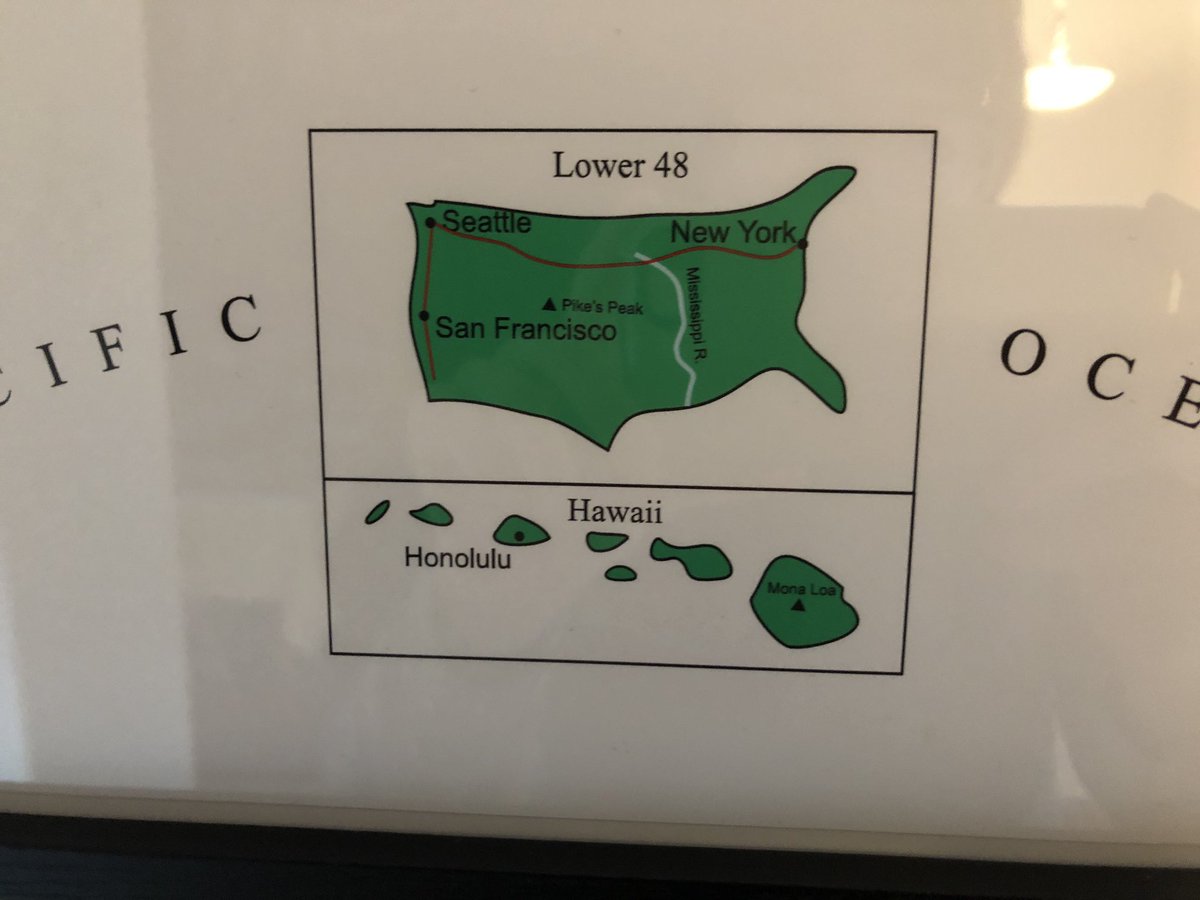 Lower 48
Seattle
New York
Pike's Peak
San Francisco
Mississippi R.
CIFIC
OCE
Hawaii
Honolulu
Mona Loa